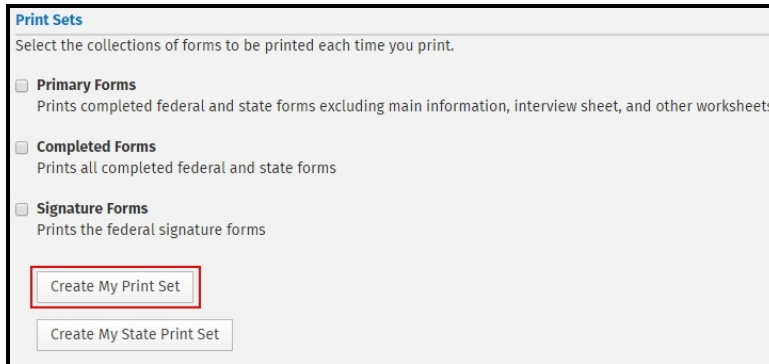 Print Sets
Select the collections of forms to be printed each time you print.
Primary Forms
Prints completed federal and state forms excluding main information, interview sheet, and other worksheets
Completed Forms
Prints all completed federal and state forms
Signature Forms
Prints the federal signature forms
Create My Print Set
Create My State Print Set